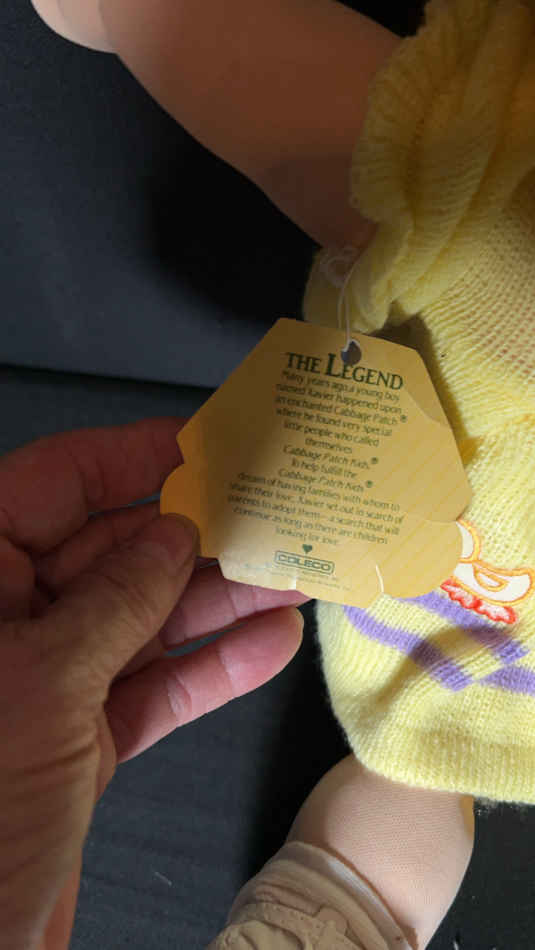 THE LEGEND
Many years ago a young boy
named Xavier happened upon
an enchanted Cabbage Patch®
where he found very special
little people who called
themselves
Cabbage Patch Kids.®
To help fulfill the
Cabbage Patch Kids®
dream of having families with whom to
share their love, Xavier set out in search of
parents to adopt them—a search that will
continue as long as there are children
looking for love.
COLECO